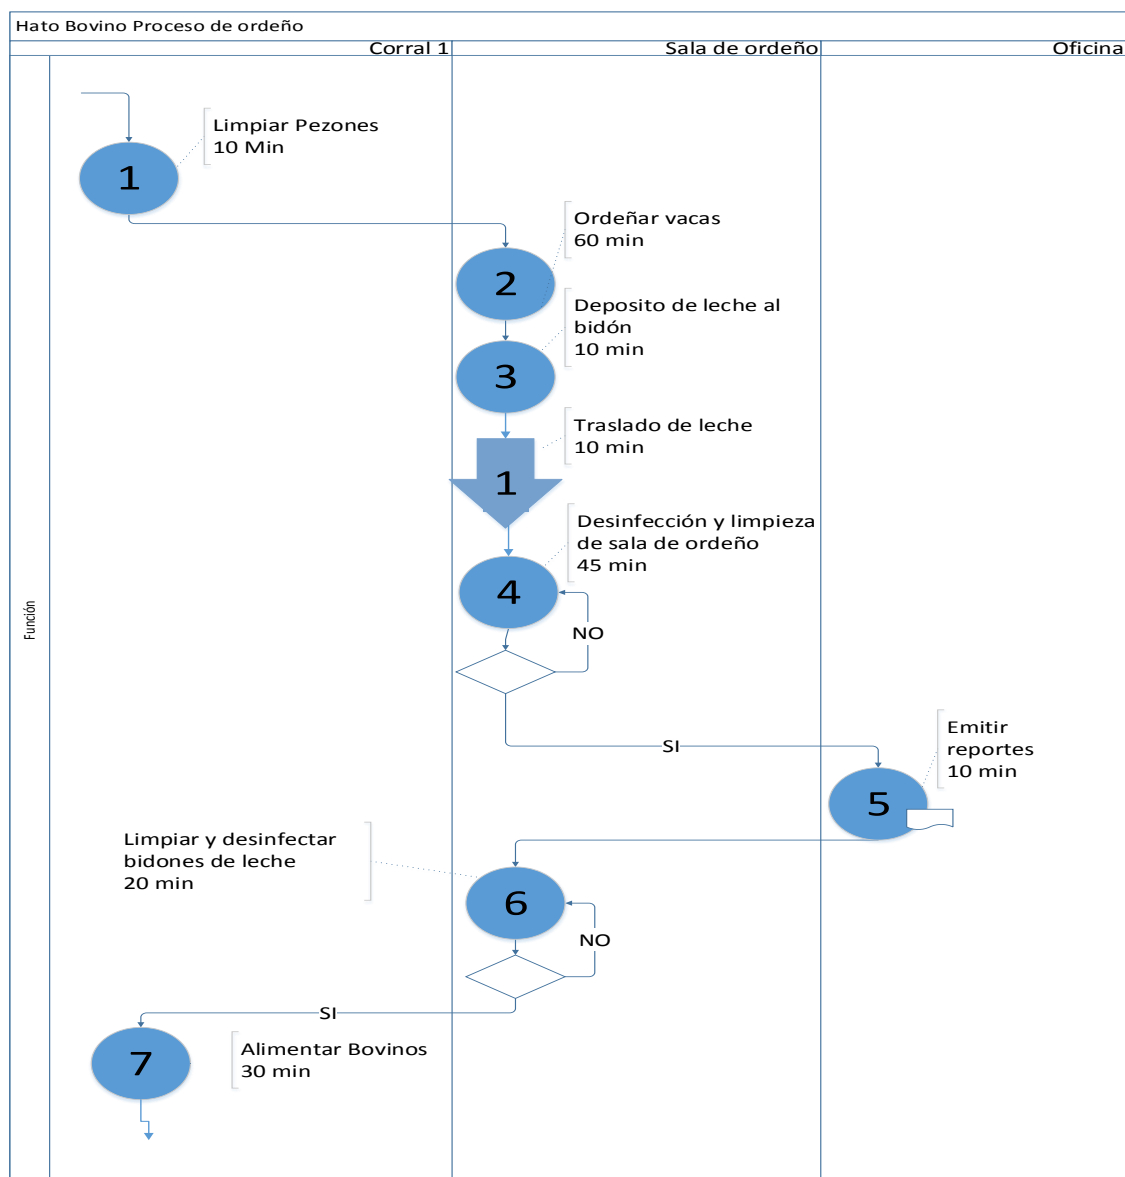 Hato Bovino Proceso de ordeño
Corral 1
Sala de ordeño
Oficina
Función
Limpiar Pezones
10 Min
1
Ordeñar vacas
60 min
2
Deposito de leche al
bidón
10 min
3
Traslado de leche
10 min
1
Desinfección y limpieza
de sala de ordeño
45 min
4
NO
SI
Emitir
reportes
10 min
5
Limpiar y desinfectar
bidones de leche
20 min
6
NO
SI
7
Alimentar Bovinos
30 min